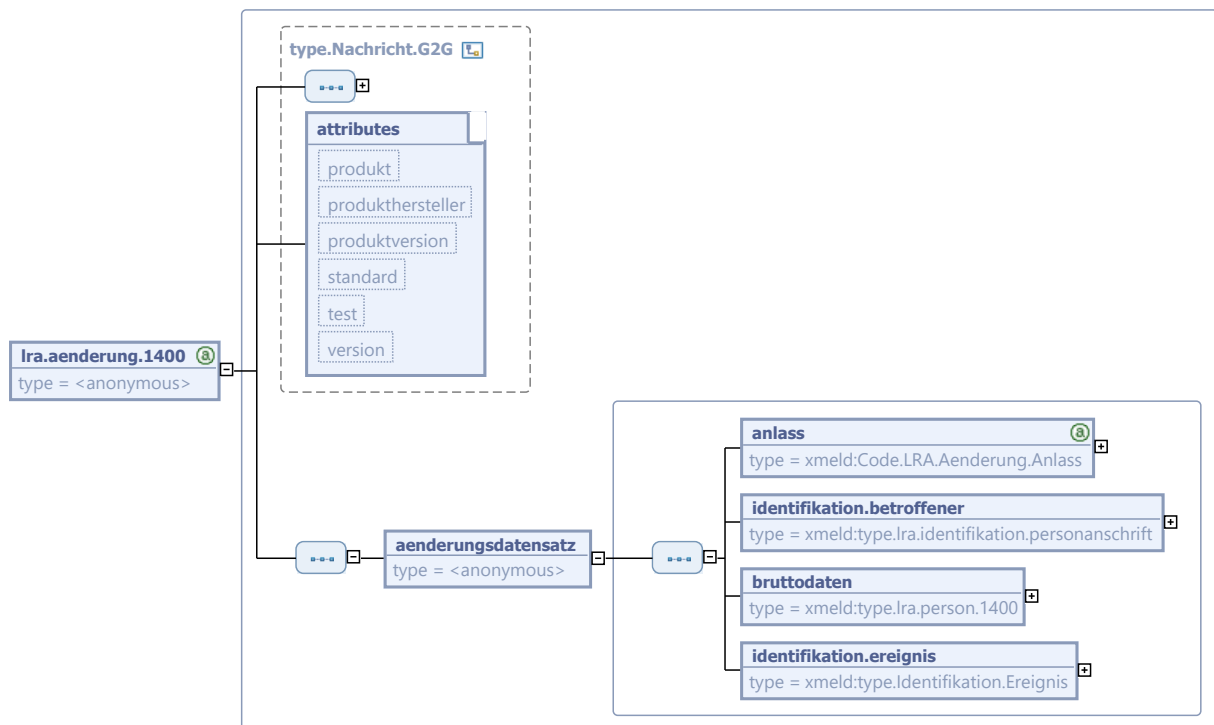 type.Nachricht.G2G
attributes
produkt
produkthersteller
produktversion
standard
test
version
lra.aenderung.1400
type = <anonymous>
aenderungsdatensatz
type = <anonymous>
anlass
type = xmeld:Code.LRA.Aenderung.Anlass
identifikation.betroffener
type = xmeld:type.lra.identifikation.personanschrift
bruttodaten
type = xmeld:type.lra.person.1400
identifikation.ereignis
type = xmeld:type.Identifikation.Ereignis